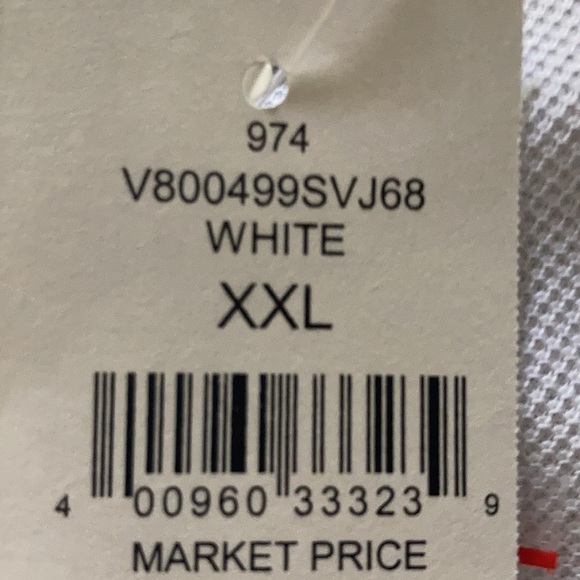 974
V800499SVJ68
WHITE
XXL
4 00960 33323 9
MARKET PRICE